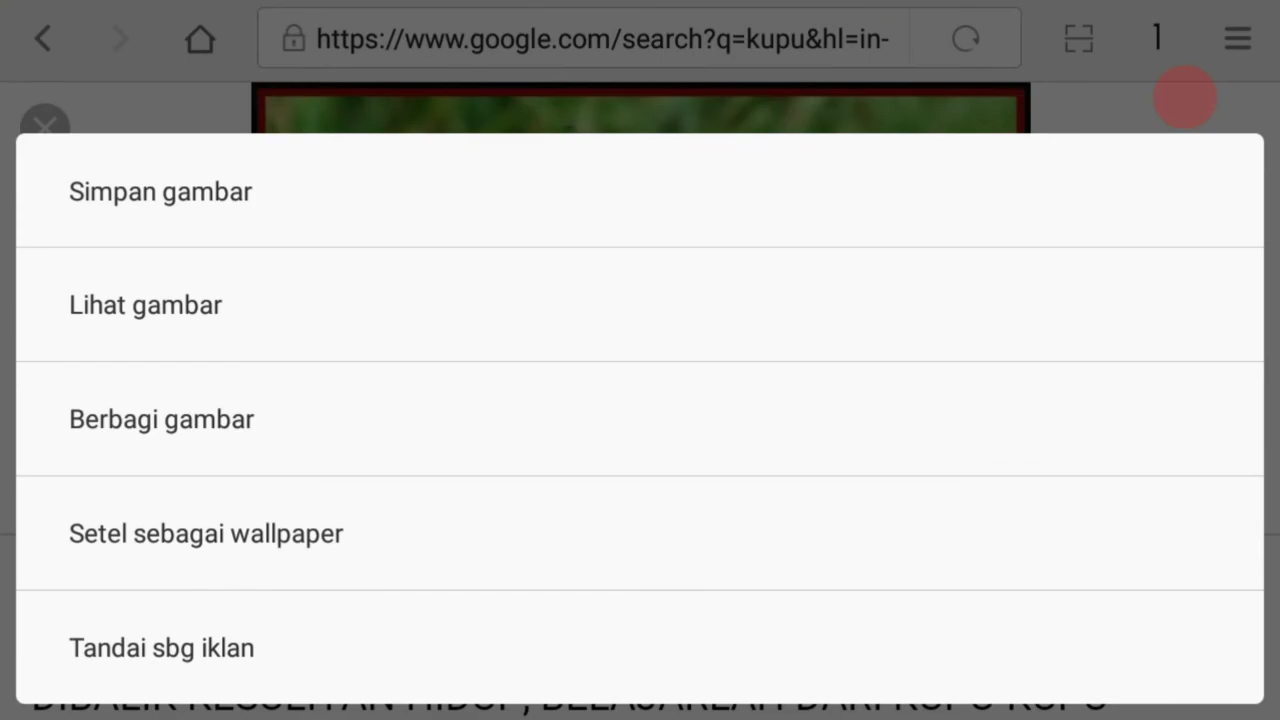 https://www.google.com/search?q=kupu&hl=in-
1
Simpan gambar
Lihat gambar
Berbagi gambar
Setel sebagai wallpaper
Tandai sbg iklan